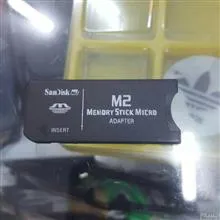 SanDisk
M2
MEMORY STICK MICRO
ADAPTER
INSERT